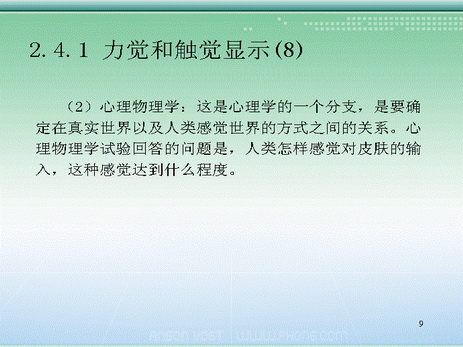 2.4.1 力觉和触觉显示(8)
（2）心理物理学：这是心理学的一个分支，是要确
定在真实世界以及人类感觉世界的方式之间的关系。心
理物理学试验回答的问题是，人类怎样感觉对皮肤的输
入，这种感觉达到什么程度。
9